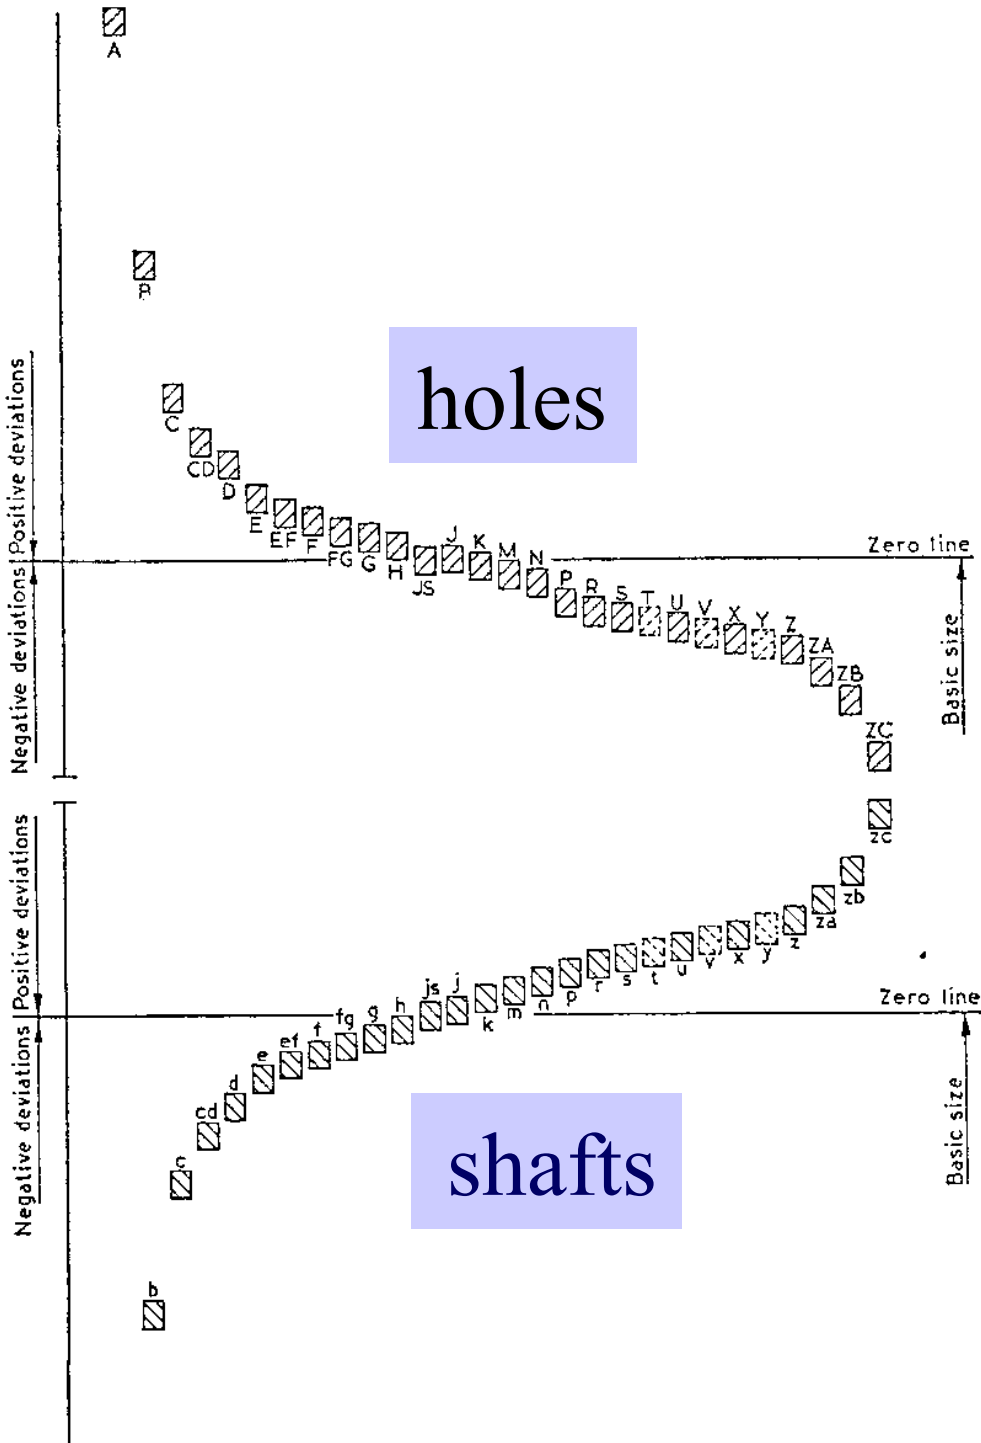 A
B
holes
Positive deviations
C
CD
D
E
EF
F
FG
G
H
JS
J
K
M
N
P
R
S
T
U
V
X
Y
Z
ZA
ZB
ZC
Zero line
Negative deviations
Basic size
Positive deviations
zc
zb
za
z
y
x
v
u
t
s
r
p
n
m
k
j
js
h
g
fg
f
ef
e
d
cd
c
b
Zero line
Negative deviations
shafts
Basic size